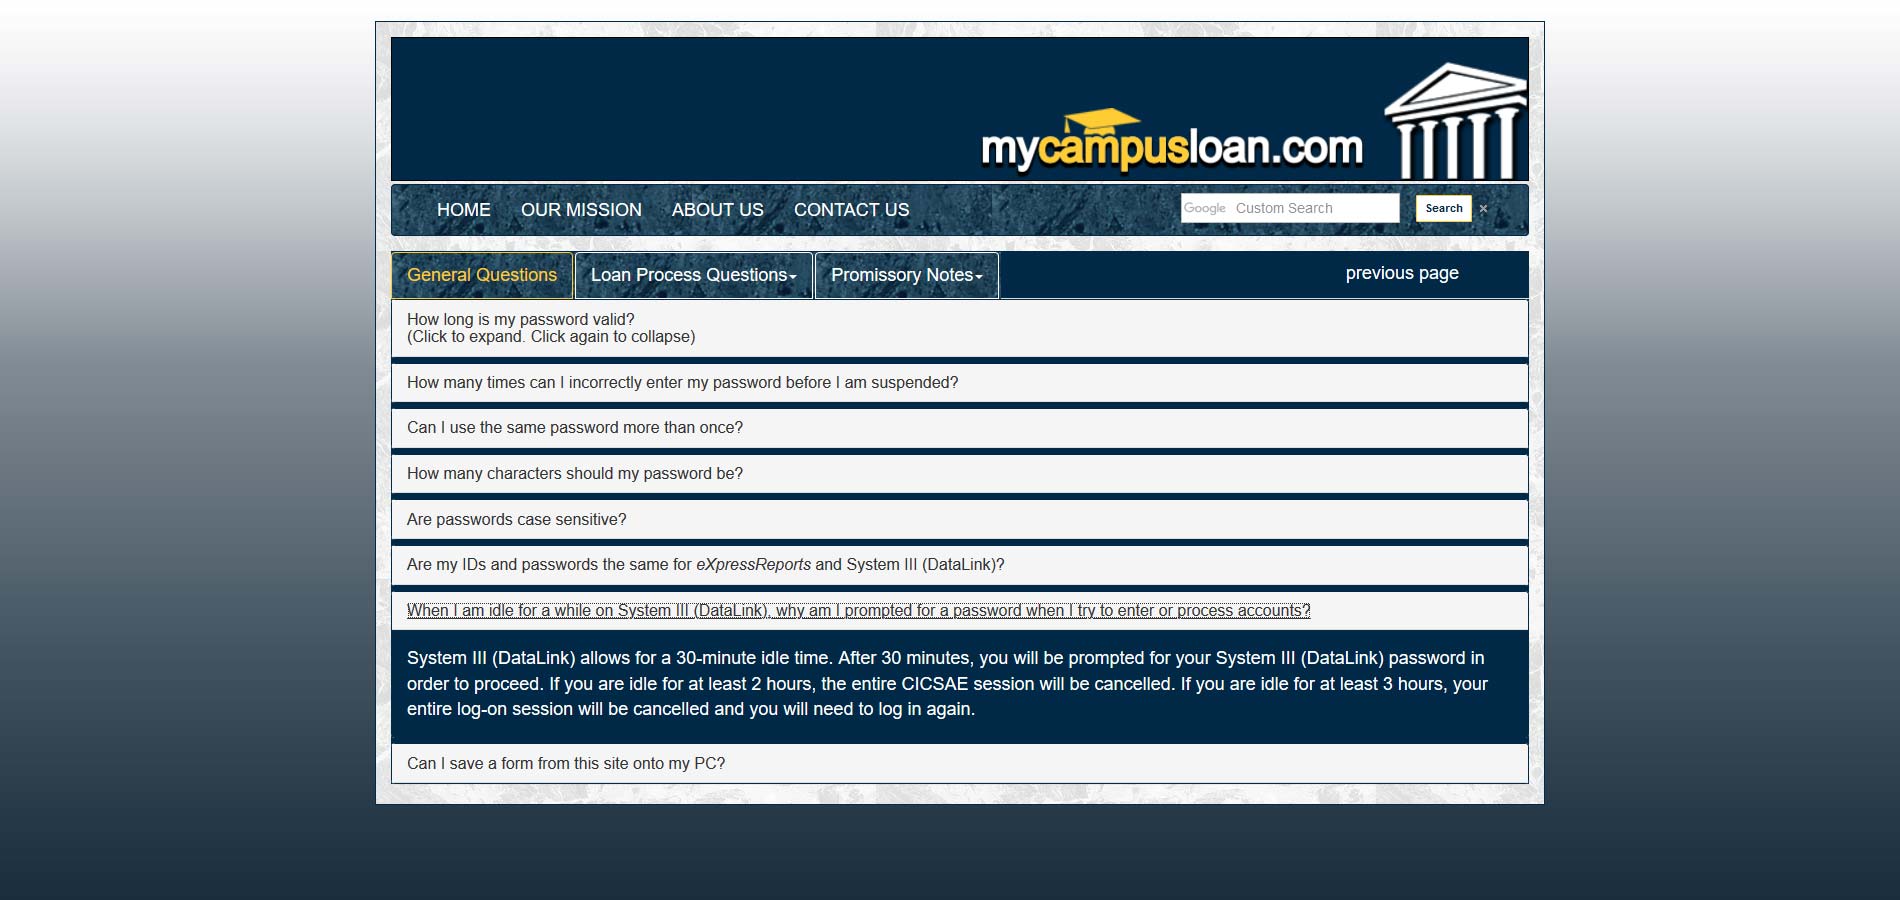 mycampusloan.com
HOME OUR MISSION ABOUT US CONTACT US Google Custom Search Search ×
General Questions Loan Process Questions Promissory Notes previous page
How long is my password valid?
(Click to expand. Click again to collapse)
How many times can I incorrectly enter my password before I am suspended?
Can I use the same password more than once?
How many characters should my password be?
Are passwords case sensitive?
Are my IDs and passwords the same for eXpressReports and System III (DataLink)?
When I am idle for a while on System III (DataLink), why am I prompted for a password when I try to enter or process accounts?
System III (DataLink) allows for a 30-minute idle time. After 30 minutes, you will be prompted for your System III (DataLink) password in
order to proceed. If you are idle for at least 2 hours, the entire CICSAE session will be cancelled. If you are idle for at least 3 hours, your
entire log-on session will be cancelled and you will need to log in again.
Can I save a form from this site onto my PC?